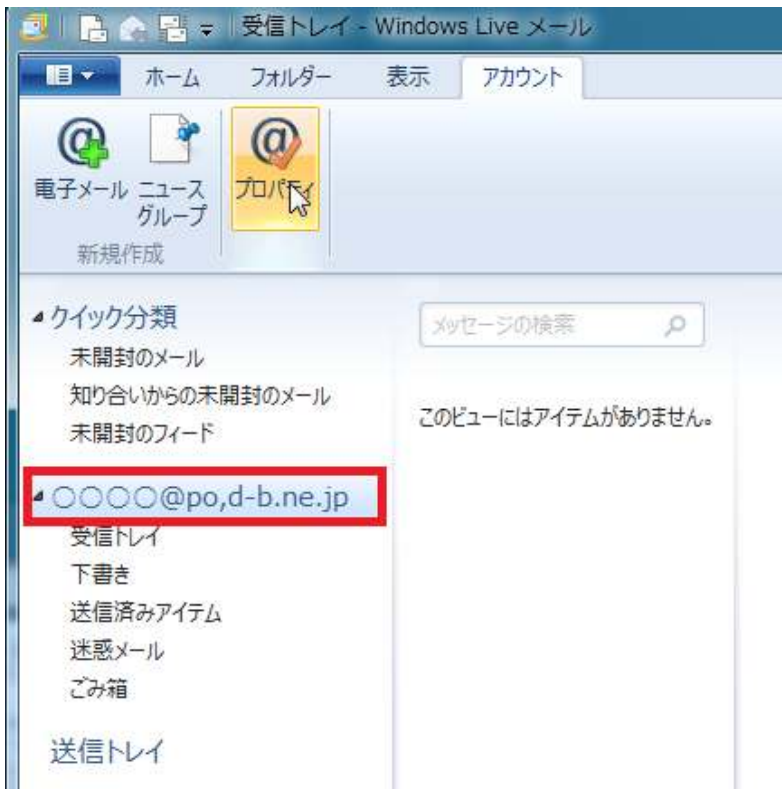 受信トレイ - Windows Live メール
ホーム
フォルダー
表示
アカウント
電子メール
ニュース
グループ
プロパティ
新規作成
クイック分類
未開封のメール
知り合いからの未開封のメール
未開封のフィード
メッセージの検索
このビューにはアイテムがありません。
○○○○@po,d-b.ne.jp
受信トレイ
下書き
送信済みアイテム
迷惑メール
ごみ箱
送信トレイ